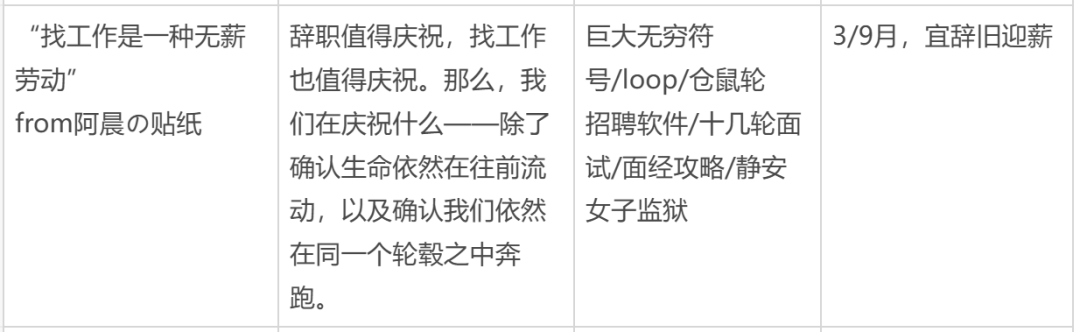 “找工作是一种无薪
劳动”
from阿晨の贴纸
辞职值得庆祝，找工作
也值得庆祝。那么，我
们在庆祝什么——除了
确认生命依然在往前流
动，以及确认我们依然
在同一个轮毂之中奔
跑。
巨大无穷符
号/loop/仓鼠轮
招聘软件/十几轮面
试/面经攻略/静安
女子监狱
3/9月，宜辞旧迎薪